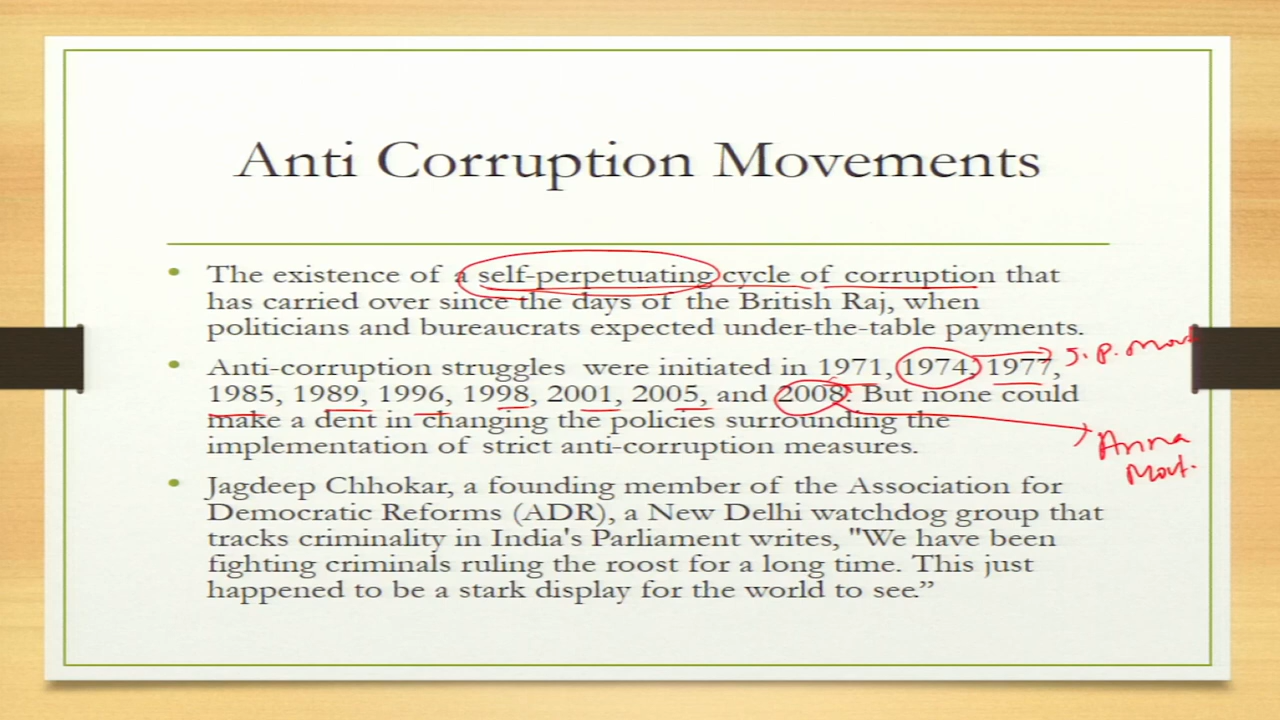 Anti Corruption Movements
• The existence of a self-perpetuating cycle of corruption that
has carried over since the days of the British Raj, when
politicians and bureaucrats expected under-the-table payments.
• Anti-corruption struggles were initiated in 1971, 1974, 1977,
J. P. Mov
1985, 1989, 1996, 1998, 2001, 2005, and 2008. But none could
make a dent in changing the policies surrounding the
Anna
implementation of strict anti-corruption measures.
Movt.
• Jagdeep Chhokar, a founding member of the Association for
Democratic Reforms (ADR), a New Delhi watchdog group that
tracks criminality in India's Parliament writes, "We have been
fighting criminals ruling the roost for a long time. This just
happened to be a stark display for the world to see.”